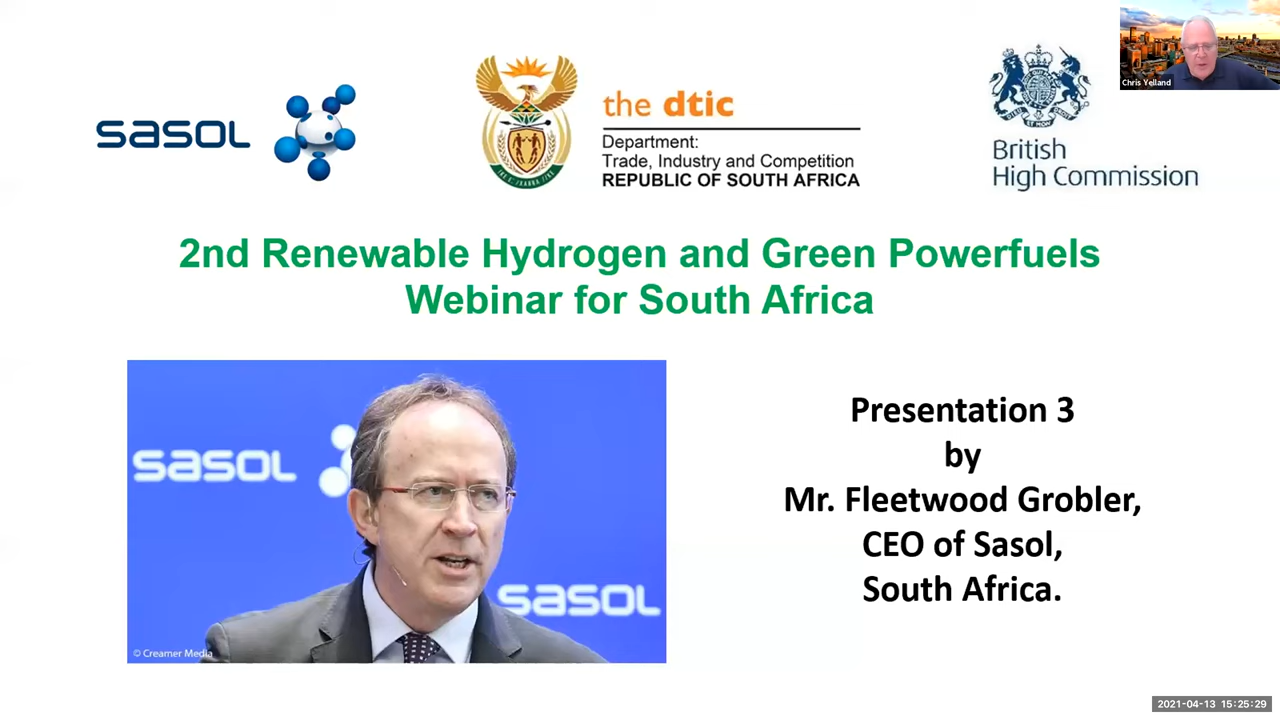 sasol
the dtic
Department:
Trade, Industry and Competition
REPUBLIC OF SOUTH AFRICA
British
High Commission
Chris Yelland
2nd Renewable Hydrogen and Green Powerfuels
Webinar for South Africa
sasol
sasol
© Creamer Media
Presentation 3
by
Mr. Fleetwood Grobler,
CEO of Sasol,
South Africa.
2021-04-13 15:25:29